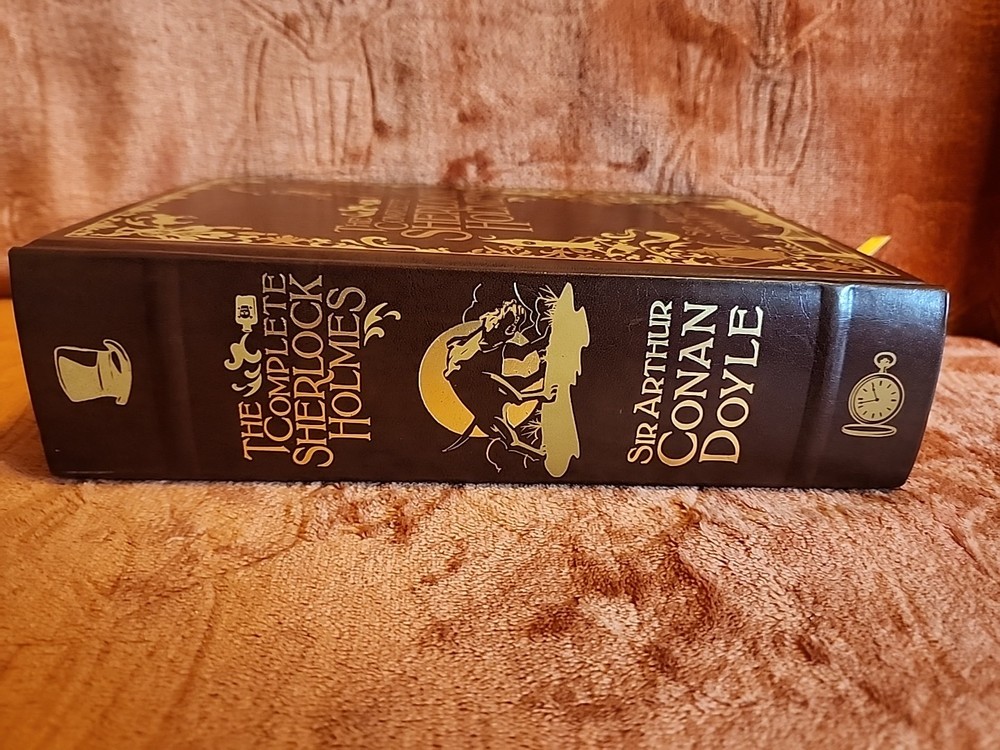 THE
COMPLETE
SHERLOCK
HOLMES
SIR ARTHUR
CONAN
DOYLE